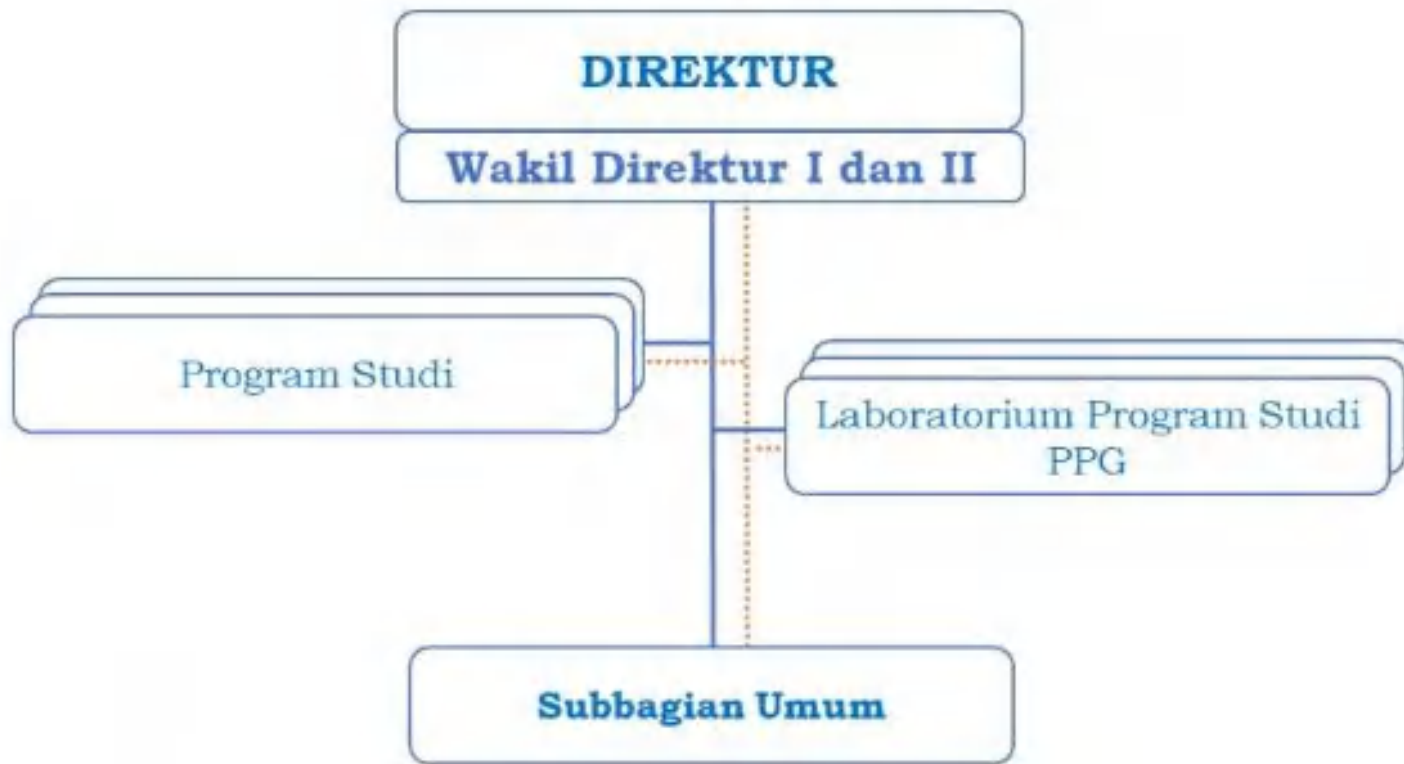 DIREKTUR
Wakil Direktur I dan II
Program Studi
Laboratorium Program Studi
PPG
Subbagian Umum